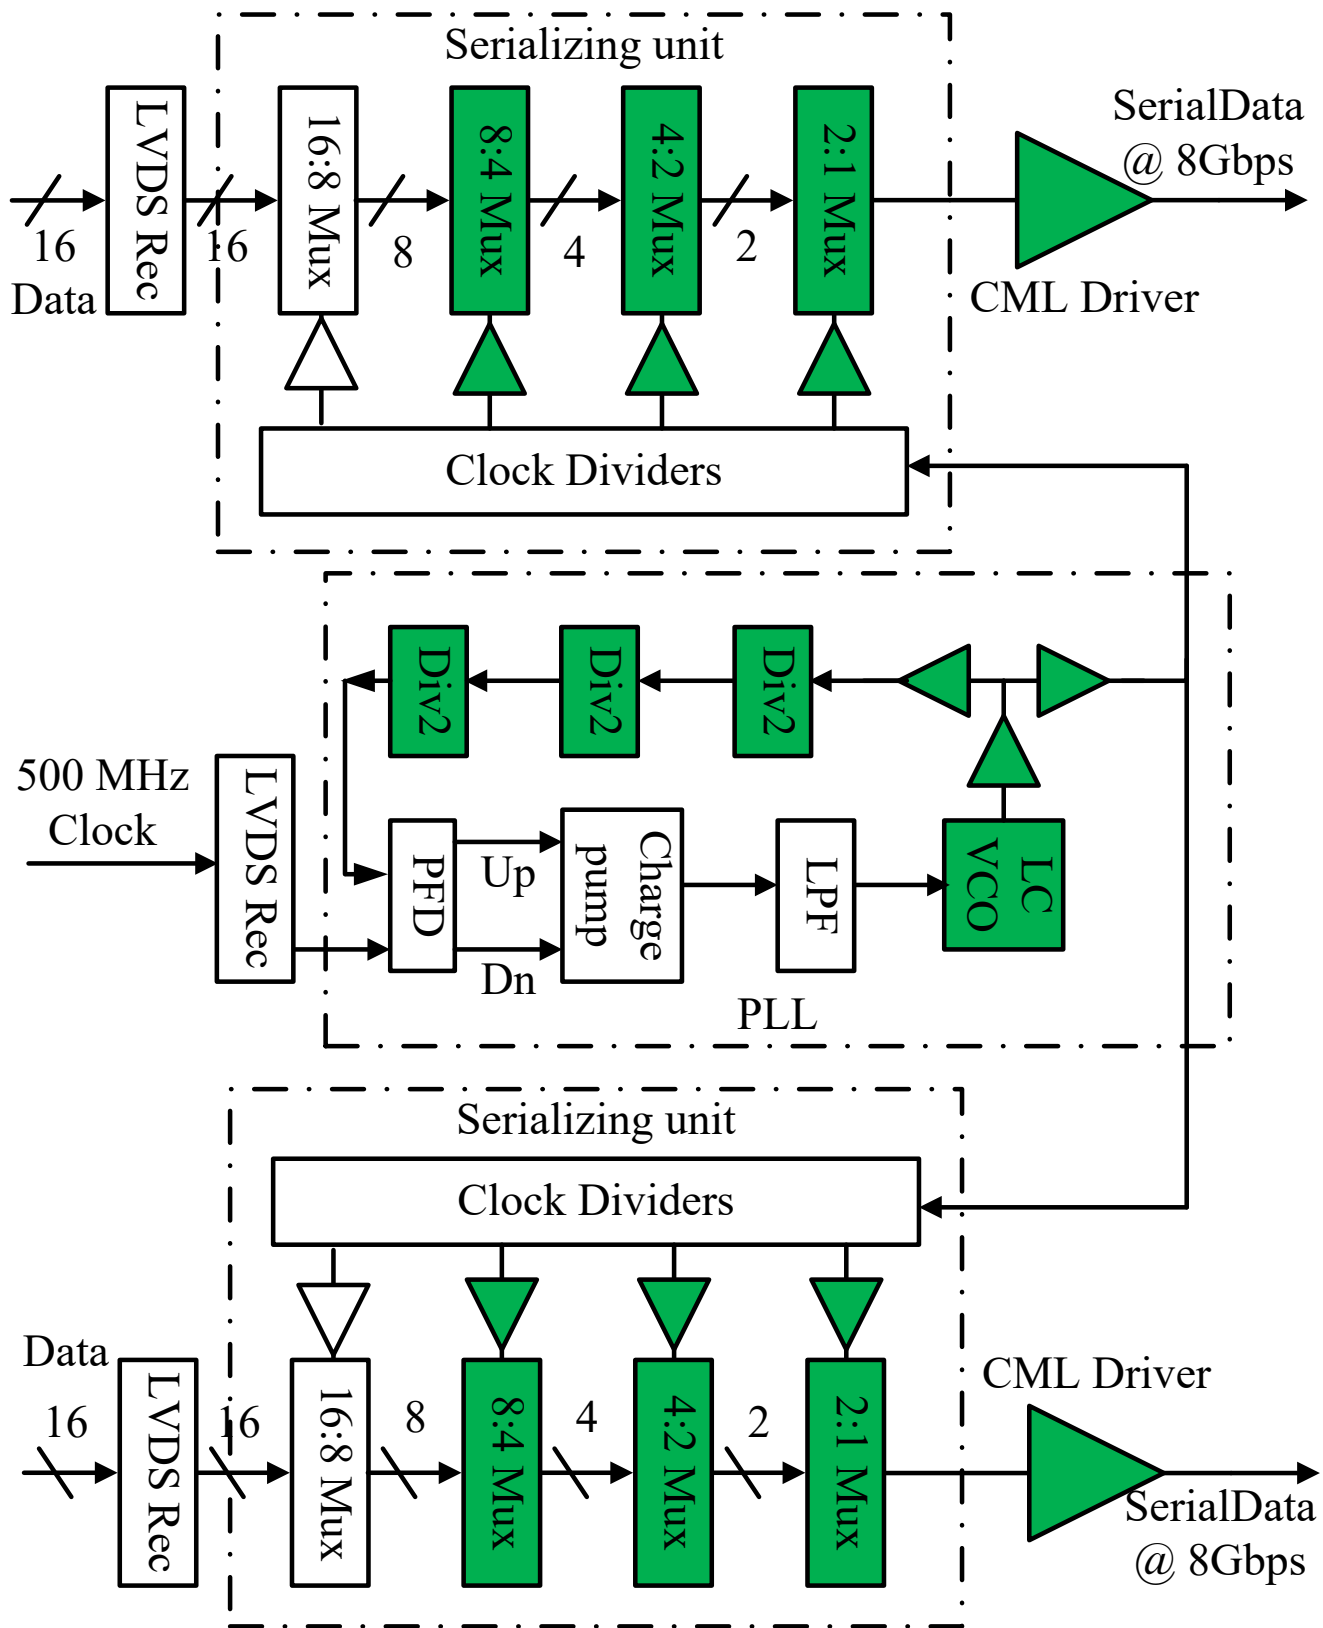 Serializing unit
LVDS Rec
16:8 Mux
8:4 Mux
4:2 Mux
2:1 Mux
SerialData
@ 8Gbps
16
16
8
4
2
Data
CML Driver
Clock Dividers
Div2
Div2
Div2
500 MHz
Clock
LVDS Rec
PFD
Up
Dn
Charge
pump
LPF
LC
VCO
PLL
Serializing unit
Clock Dividers
Data
16
LVDS Rec
16
16:8 Mux
8
8:4 Mux
4
4:2 Mux
2
2:1 Mux
CML Driver
SerialData
@ 8Gbps